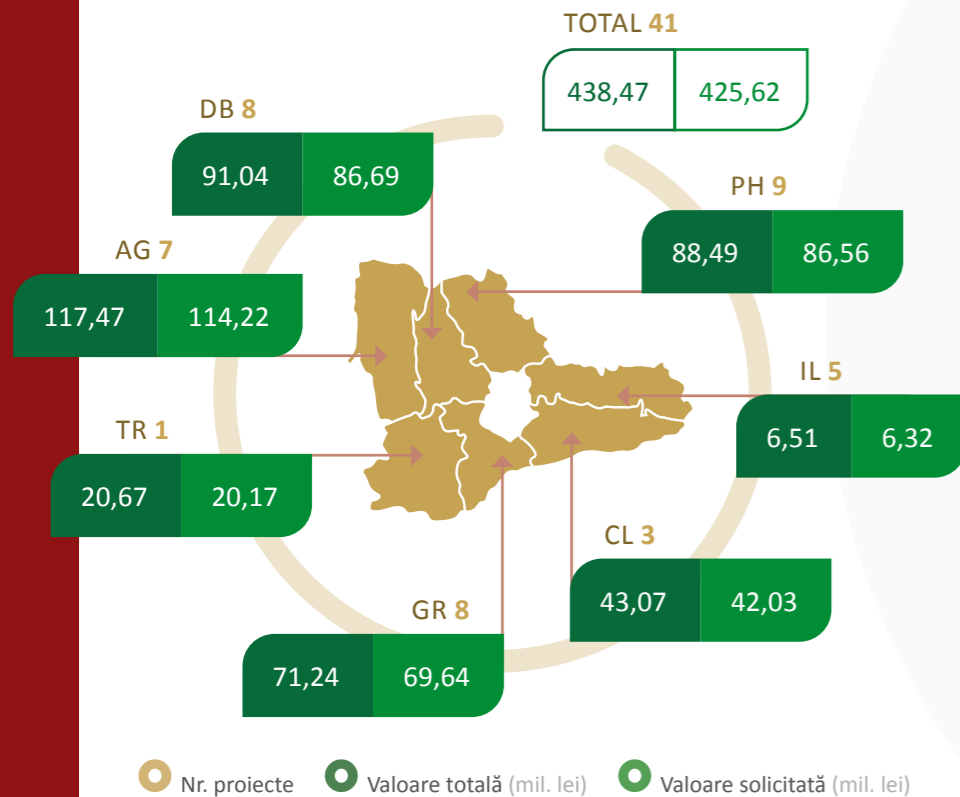 TOTAL 41
438,47 425,62
DB 8
91,04 86,69
PH 9
88,49 86,56
AG 7
117,47 114,22
IL 5
6,51 6,32
TR 1
20,67 20,17
CL 3
43,07 42,03
GR 8
71,24 69,64
Nr. proiecte Valoare totală (mil. lei) Valoare solicitată (mil. lei)